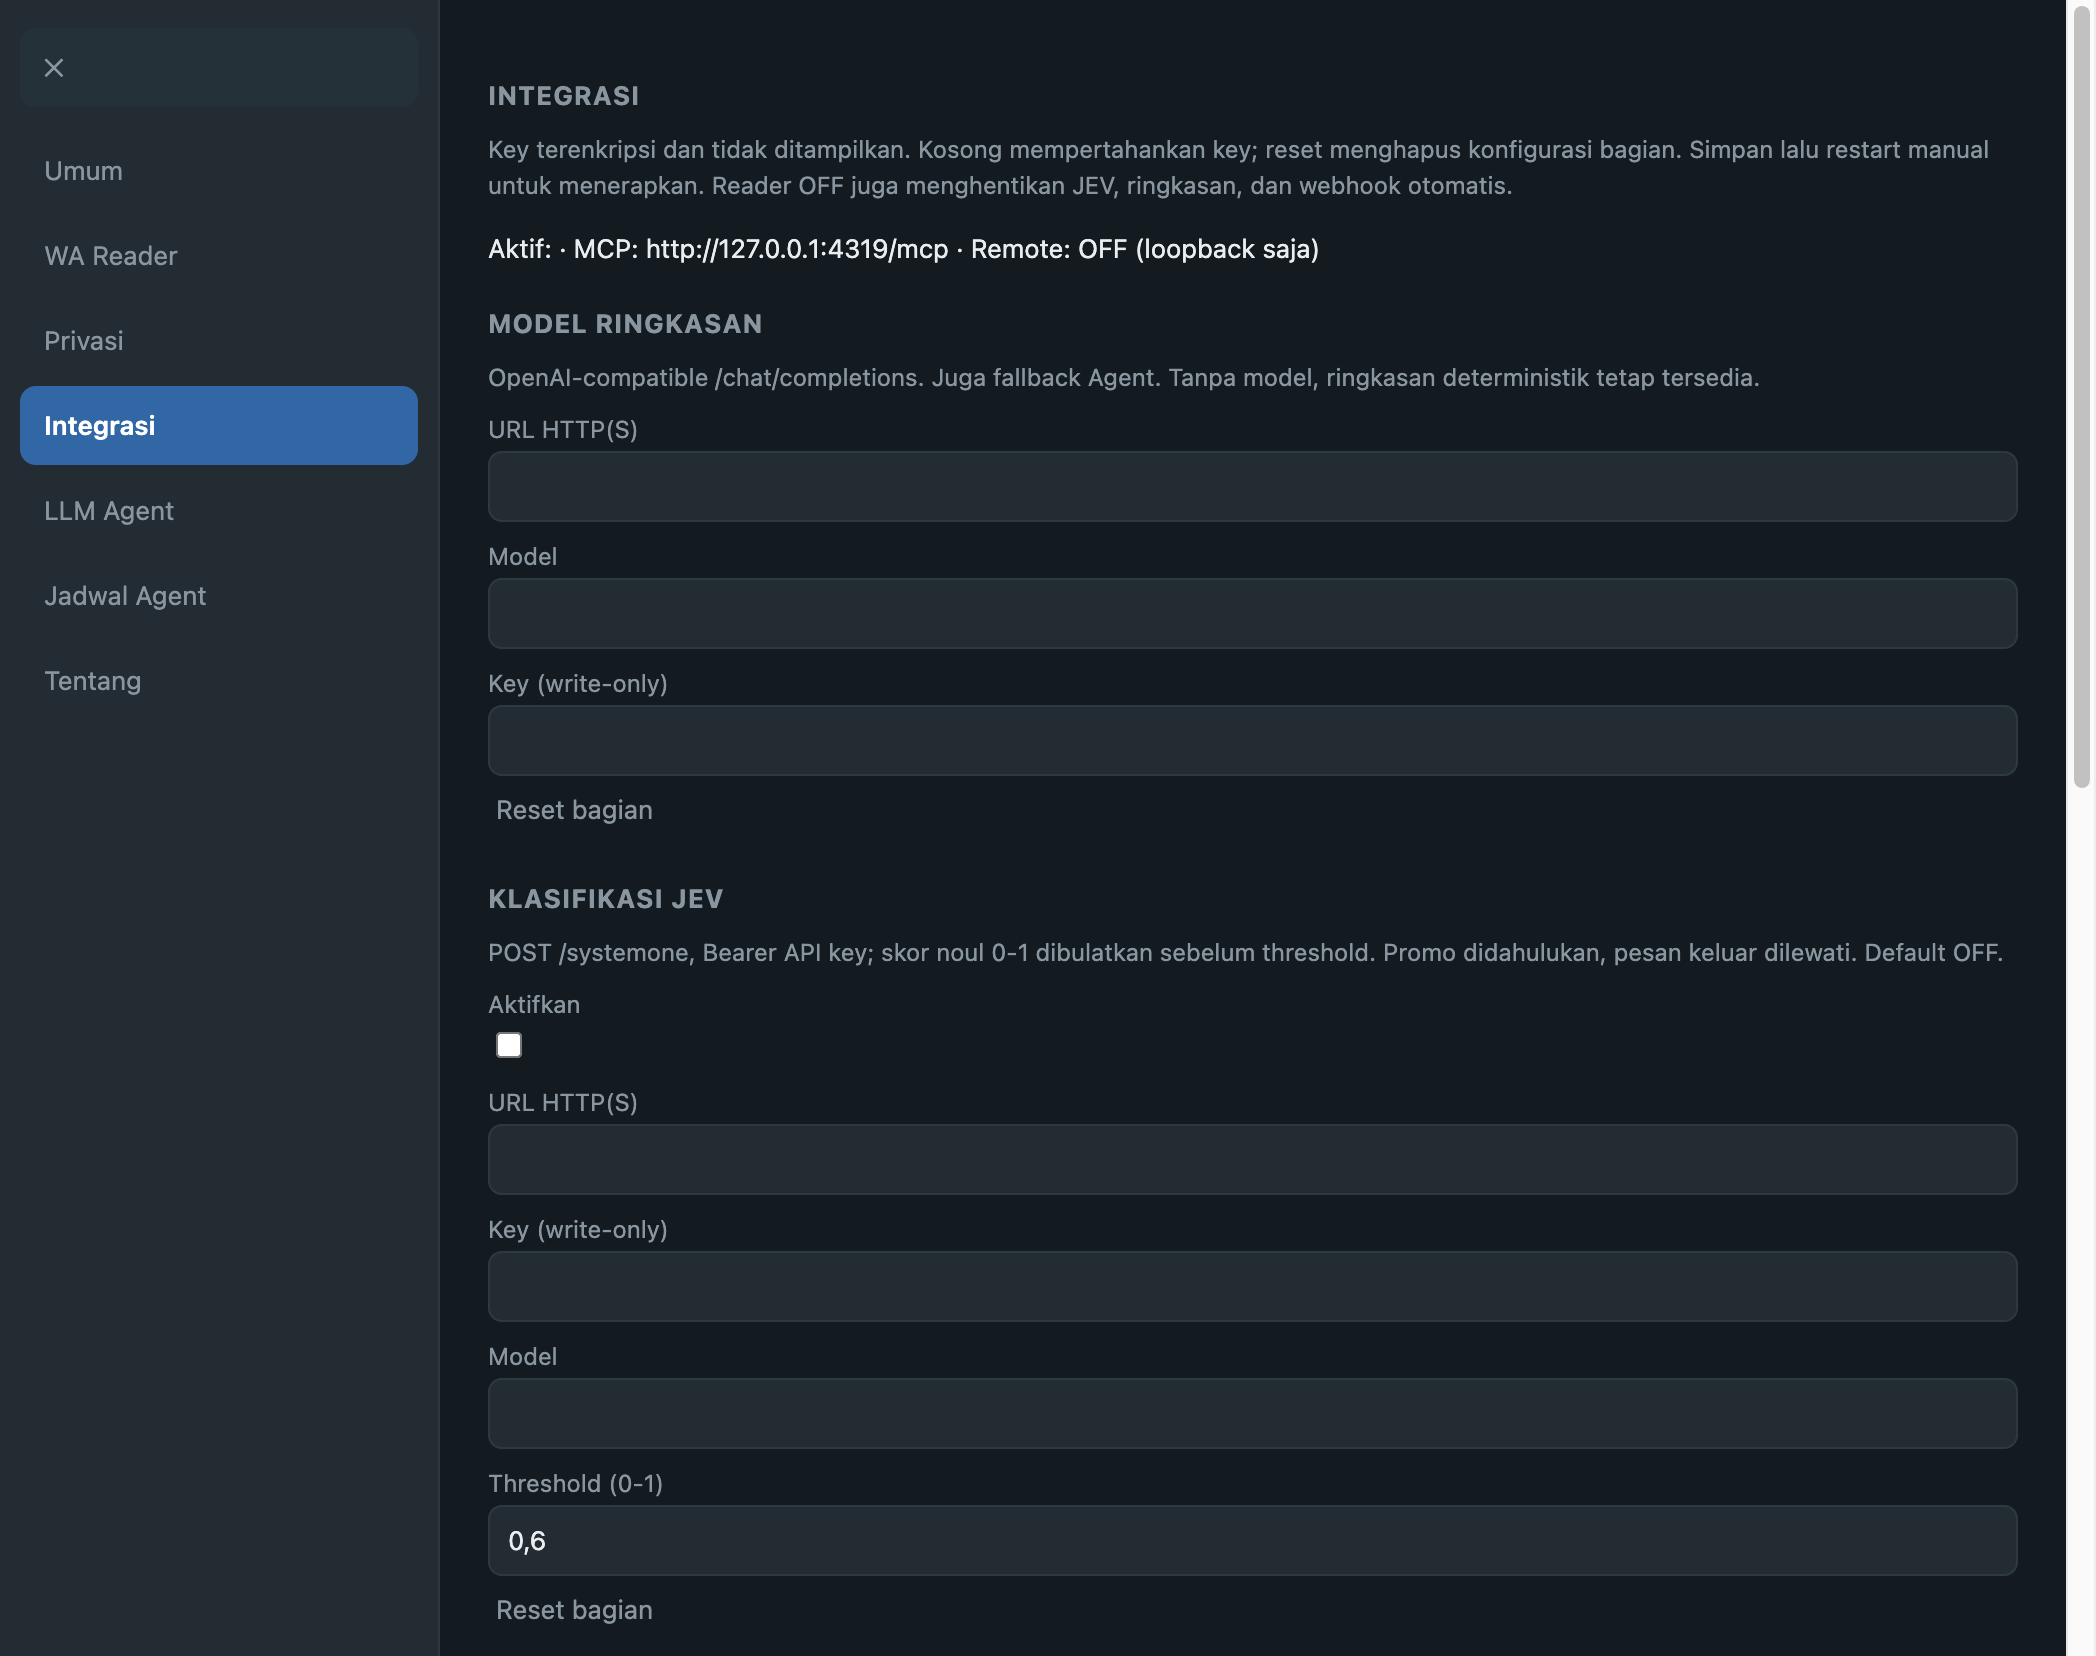 Umum
WA Reader
Privasi
Integrasi
LLM Agent
Jadwal Agent
Tentang
INTEGRASI
Key terenkripsi dan tidak ditampilkan. Kosong mempertahankan key; reset menghapus konfigurasi bagian. Simpan lalu restart manual
untuk menerapkan. Reader OFF juga menghentikan JEV, ringkasan, dan webhook otomatis.
Aktif: · MCP: http://127.0.0.1:4319/mcp · Remote: OFF (loopback saja)
MODEL RINGKASAN
OpenAI-compatible /chat/completions. Juga fallback Agent. Tanpa model, ringkasan deterministik tetap tersedia.
URL HTTP(S)
Model
Key (write-only)
Reset bagian
KLASIFIKASI JEV
POST /systemone, Bearer API key; skor noul 0-1 dibulatkan sebelum threshold. Promo didahulukan, pesan keluar dilewati. Default OFF.
Aktifkan
URL HTTP(S)
Key (write-only)
Model
Threshold (0-1)
0,6
Reset bagian